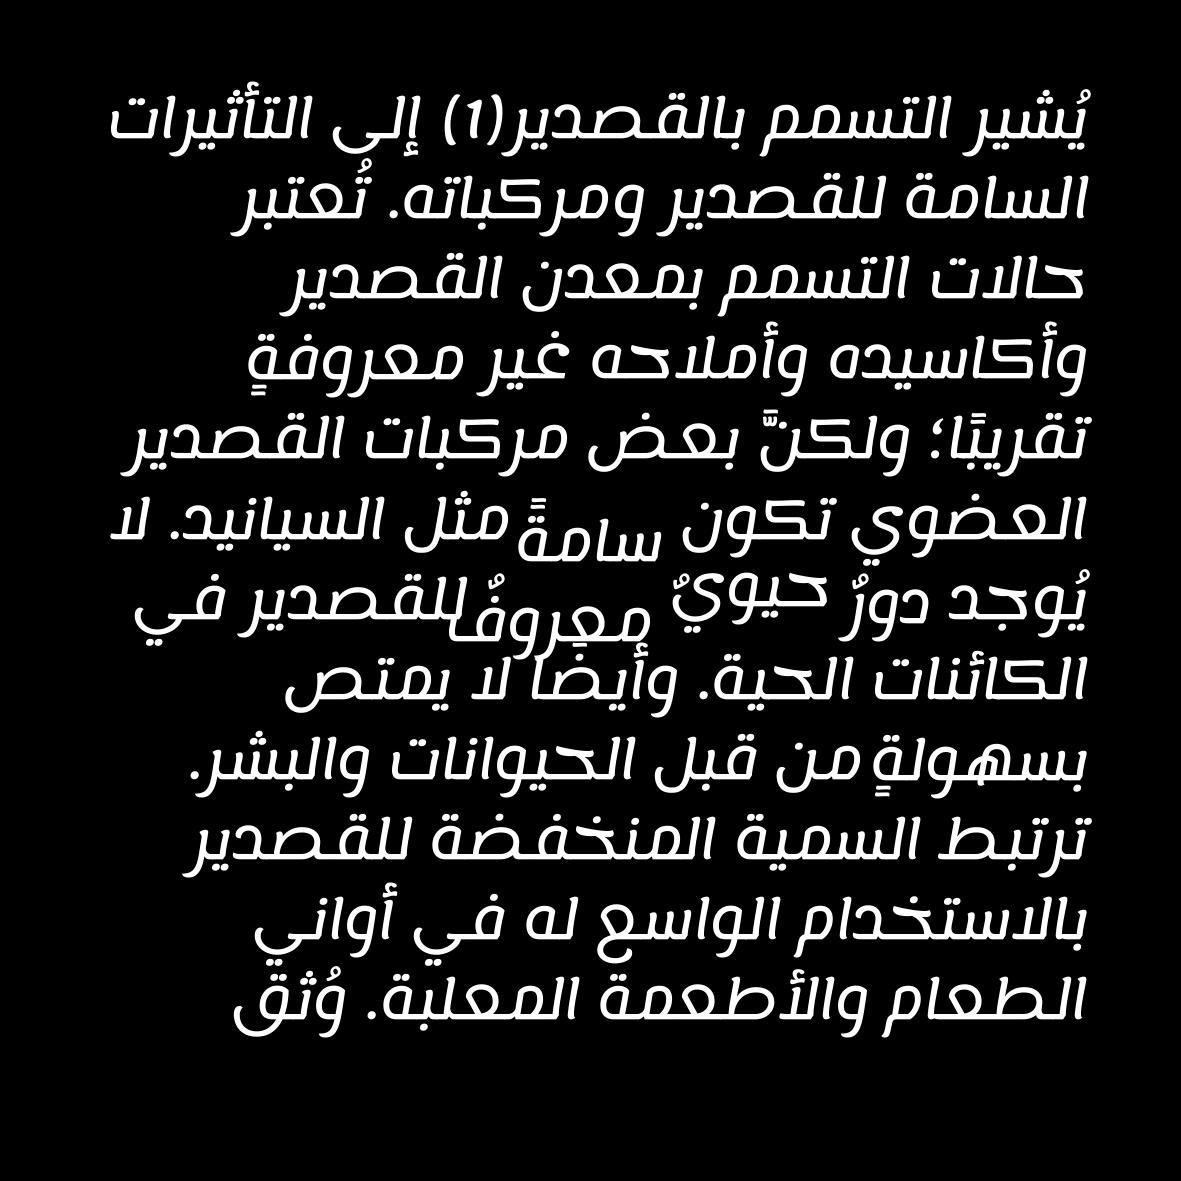 يُشير التسمم بالقصدير(1) إلى التأثيرات
السامة للقصدير ومركباته. تُعتبر
حالات التسمم بمعدن القصدير
وأكاسيده وأملاحه غير معروفةٍ
تقريبًا؛ ولكنَّ بعض مركبات القصدير
العضوي تكون سامةً مثل السيانيد. لا
يُوجد دورٌ حيويٌ معروفٌ للقصدير في
الكائنات الحية. وأيضًا لا يمتص
بسهولةٍ من قبل الحيوانات والبشر.
ترتبط السمية المنخفضة للقصدير
بالاستخدام الواسع له في أواني
الطعام والأطعمة المعلبة. وُثق